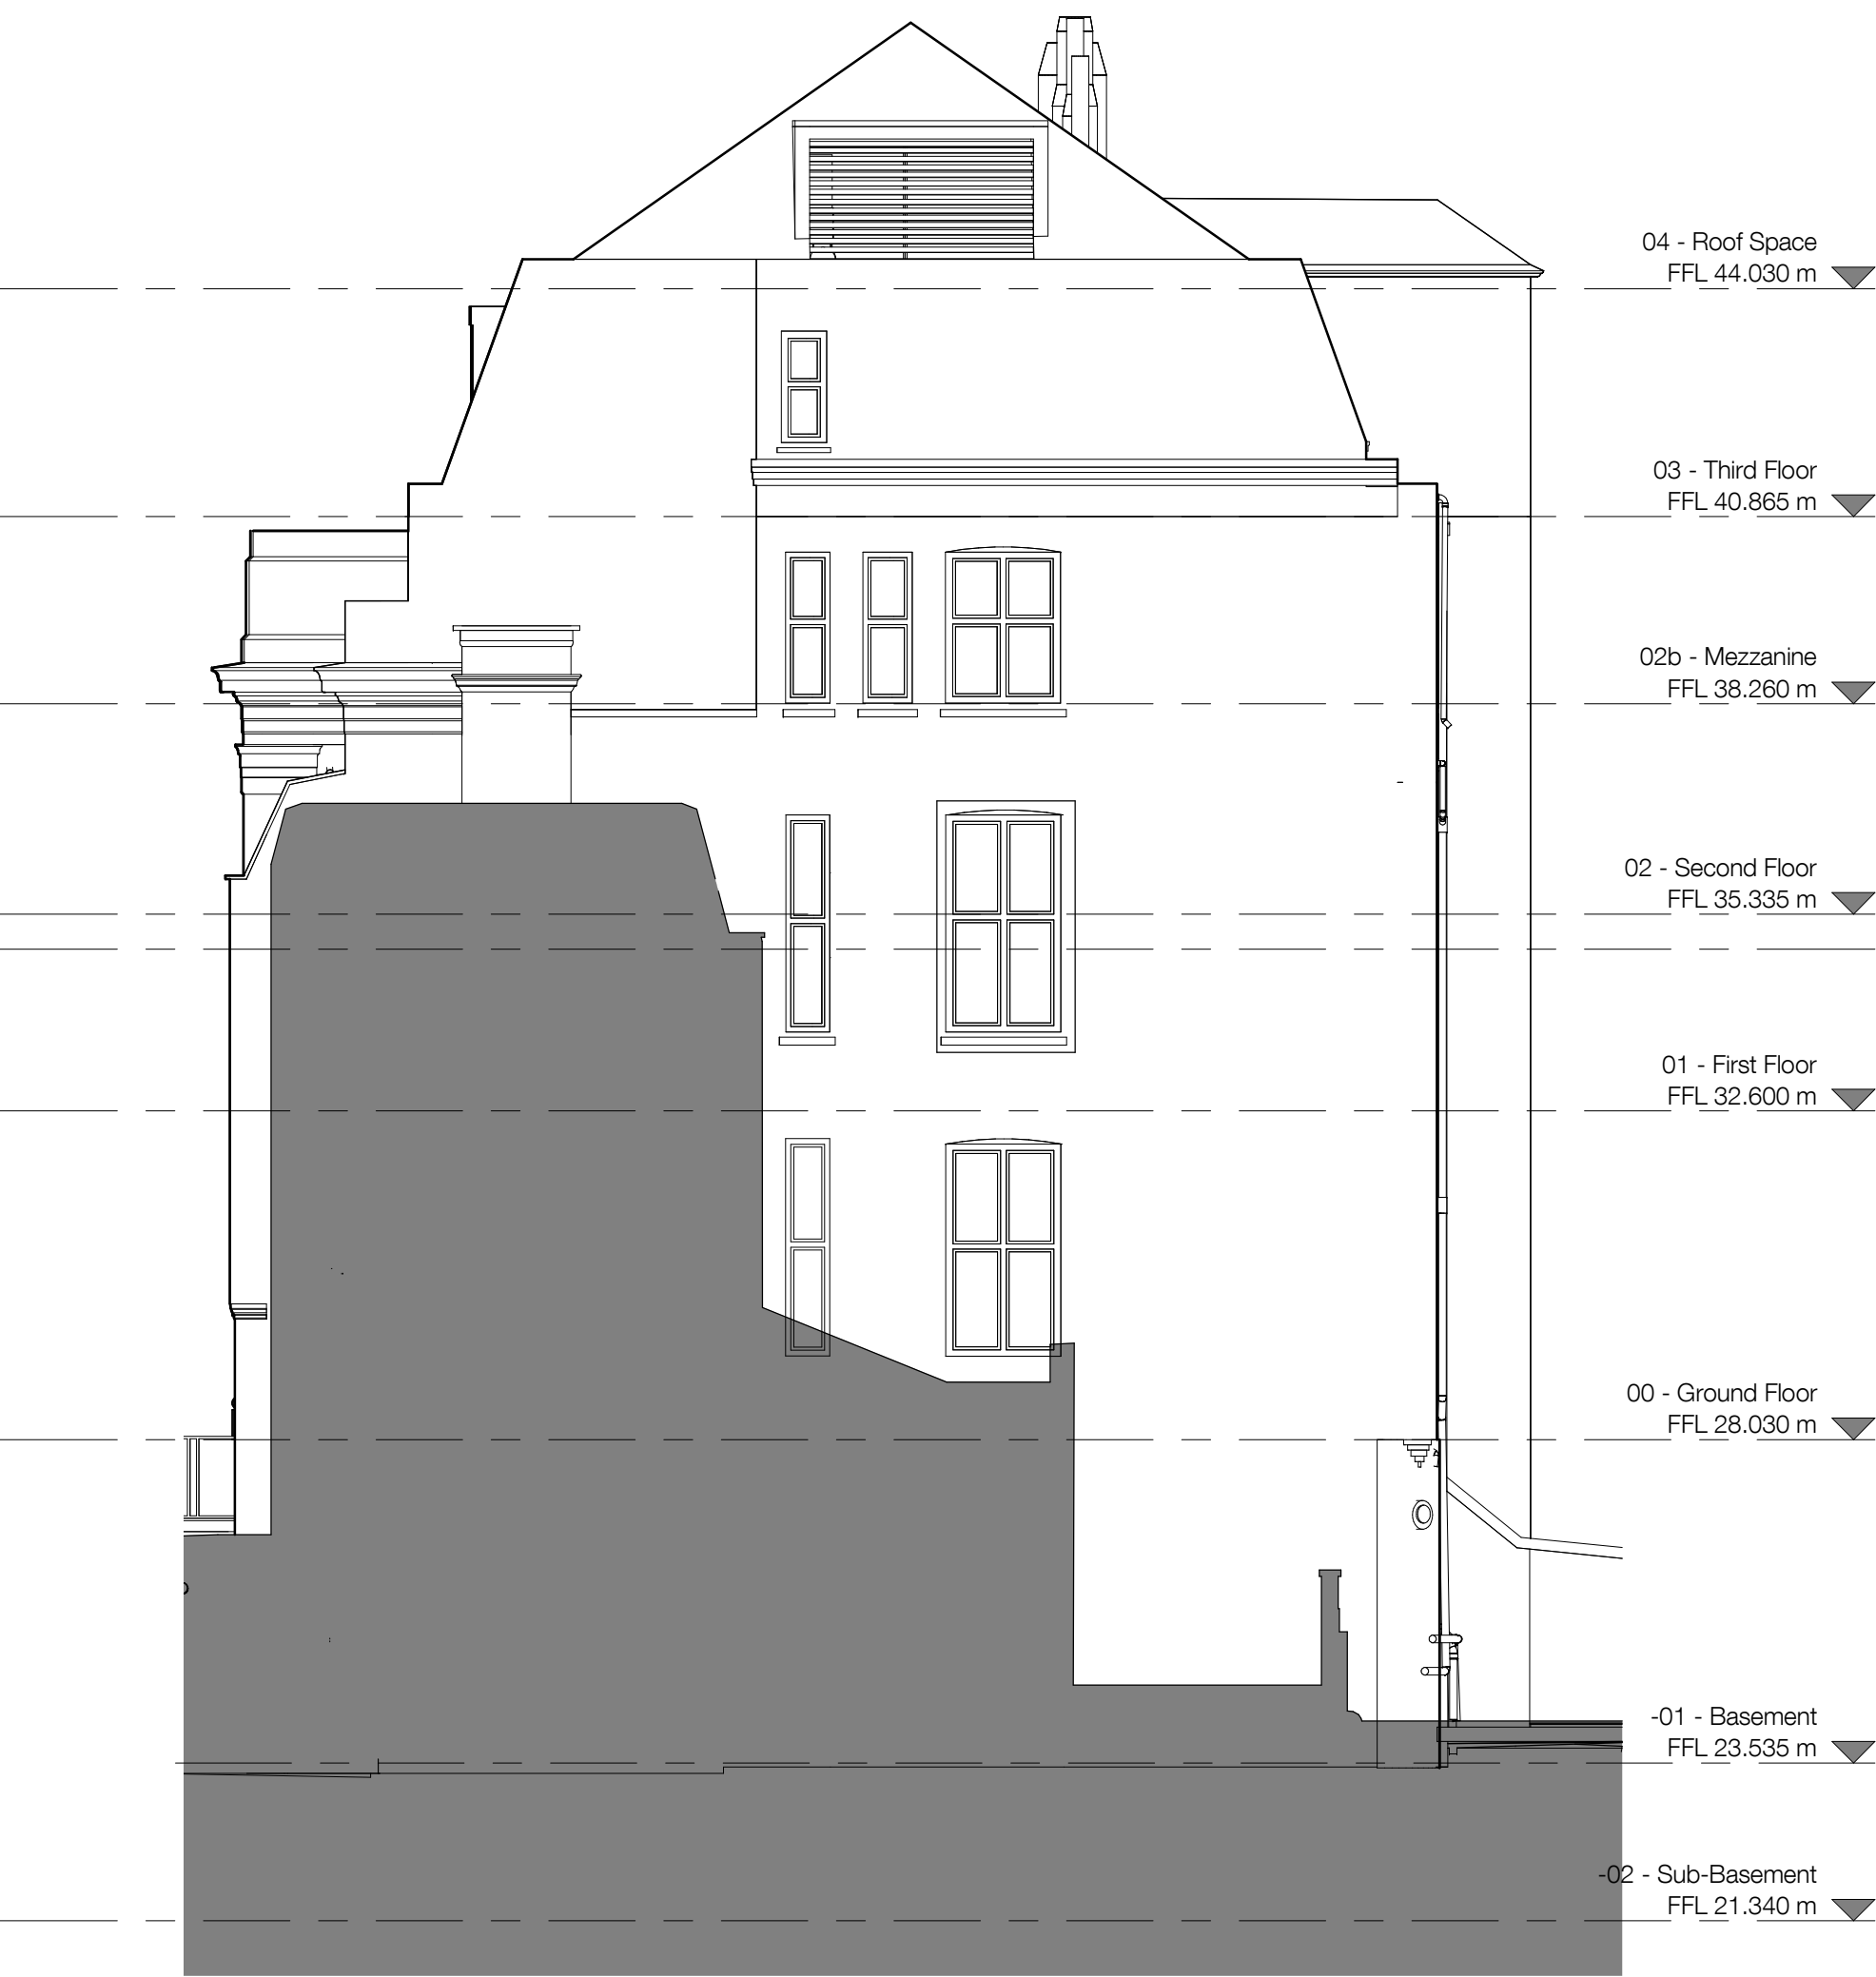 04 - Roof Space
FFL 44.030 m
03 - Third Floor
FFL 40.865 m
02b - Mezzanine
FFL 38.260 m
02 - Second Floor
FFL 35.335 m
01 - First Floor
FFL 32.600 m
00 - Ground Floor
FFL 28.030 m
-01 - Basement
FFL 23.535 m
-02 - Sub-Basement
FFL 21.340 m